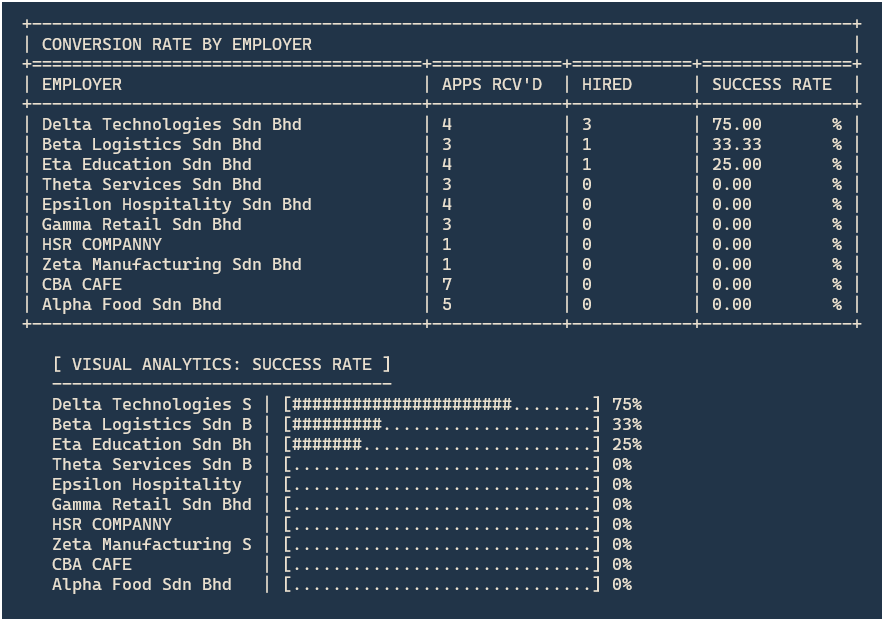 +----------------------------------------------------------------------------------+
| CONVERSION RATE BY EMPLOYER                                                      |
+=======================================+=============+============+===============+
| EMPLOYER                              | APPS RCV'D  | HIRED      | SUCCESS RATE  |
+---------------------------------------+-------------+------------+---------------+
| Delta Technologies Sdn Bhd            | 4           | 3          | 75.00       % |
| Beta Logistics Sdn Bhd                | 3           | 1          | 33.33       % |
| Eta Education Sdn Bhd                 | 4           | 1          | 25.00       % |
| Theta Services Sdn Bhd                | 3           | 0          | 0.00        % |
| Epsilon Hospitality Sdn Bhd           | 4           | 0          | 0.00        % |
| Gamma Retail Sdn Bhd                  | 3           | 0          | 0.00        % |
| HSR COMPANNY                          | 1           | 0          | 0.00        % |
| Zeta Manufacturing Sdn Bhd            | 1           | 0          | 0.00        % |
| CBA CAFE                              | 7           | 0          | 0.00        % |
| Alpha Food Sdn Bhd                    | 5           | 0          | 0.00        % |
+---------------------------------------+-------------+------------+---------------+
[ VISUAL ANALYTICS: SUCCESS RATE ]
----------------------------------
Delta Technologies S | [######################........] 75%
Beta Logistics Sdn B | [#########.....................] 33%
Eta Education Sdn Bh | [#######.......................] 25%
Theta Services Sdn B | [..............................] 0%
Epsilon Hospitality  | [..............................] 0%
Gamma Retail Sdn Bhd | [..............................] 0%
HSR COMPANNY         | [..............................] 0%
Zeta Manufacturing S | [..............................] 0%
CBA CAFE             | [..............................] 0%
Alpha Food Sdn Bhd   | [..............................] 0%